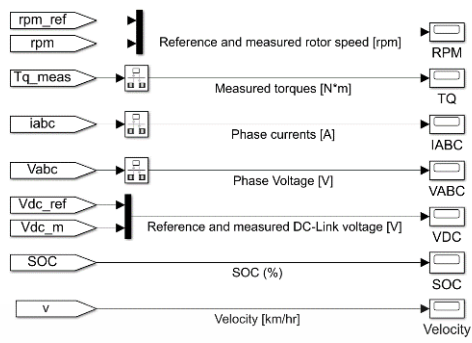 rpm_ref
rpm
Reference and measured rotor speed [rpm]
RPM
Tq_meas
Measured torques [N*m]
TQ
iabc
Phase currents [A]
IABC
Vabc
Phase Voltage [V]
VABC
Vdc_ref
Vdc_m
Reference and measured DC-Link voltage [V]
VDC
SOC
SOC (%)
SOC
v
Velocity [km/hr]
Velocity